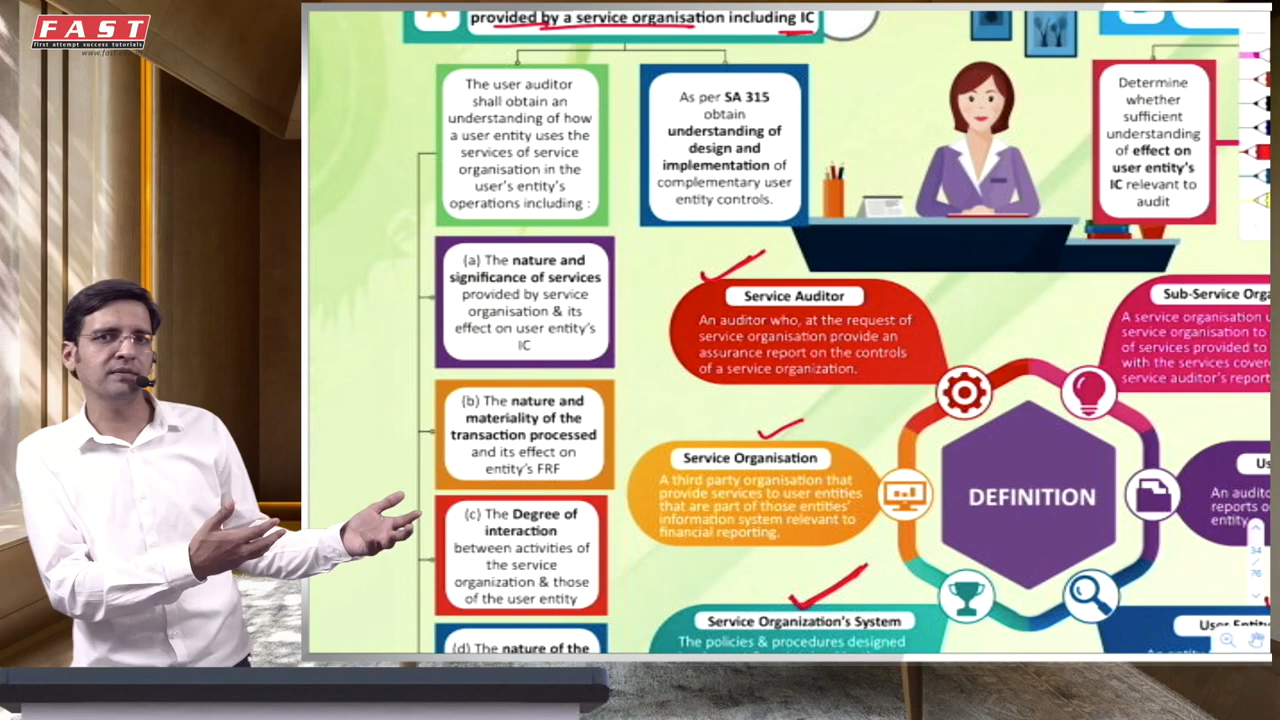 FAST
first attempt success tutorials
provided by a service organisation including IC
The user auditor
shall obtain an
understanding of how
a user entity uses the
services of service
organisation in the
user's entity's
operations including :
As per SA 315
obtain
understanding of
design and
implementation of
complementary user
entity controls.
Determine
whether
sufficient
understanding
of effect on
user entity's
IC relevant to
audit
(a) The nature and
significance of services
provided by service
organisation & its
effect on user entity's
IC
(b) The nature and
materiality of the
transaction processed
and its effect on
entity's FRF
(c) The Degree of
interaction
between activities of
the service
organization & those
of the user entity
(d) The nature of the
Service Auditor
An auditor who, at the request of
service organisation provide an
assurance report on the controls
of a service organization.
Service Organisation
A third party organisation that
provide services to user entities
that are part of those entities'
information system relevant to
financial reporting.
Service Organization's System
The policies & procedures designed
DEFINITION
Sub-Service Orga
A service organisation u
service organisation to
of services provided to
with the services cover
service auditor's report
Us
An audito
reports o
entity
User Entity
34
76